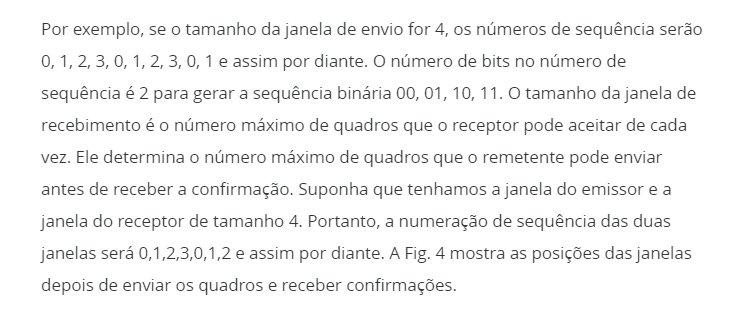 Por exemplo, se o tamanho da janela de envio for 4, os números de sequência serão
0, 1, 2, 3, 0, 1, 2, 3, 0, 1 e assim por diante. O número de bits no número de
sequência é 2 para gerar a sequência binária 00, 01, 10, 11. O tamanho da janela de
recebimento é o número máximo de quadros que o receptor pode aceitar de cada
vez. Ele determina o número máximo de quadros que o remetente pode enviar
antes de receber a confirmação. Suponha que tenhamos a janela do emissor e a
janela do receptor de tamanho 4. Portanto, a numeração de sequência das duas
janelas será 0,1,2,3,0,1,2 e assim por diante. A Fig. 4 mostra as posições das janelas
depois de enviar os quadros e receber confirmações.